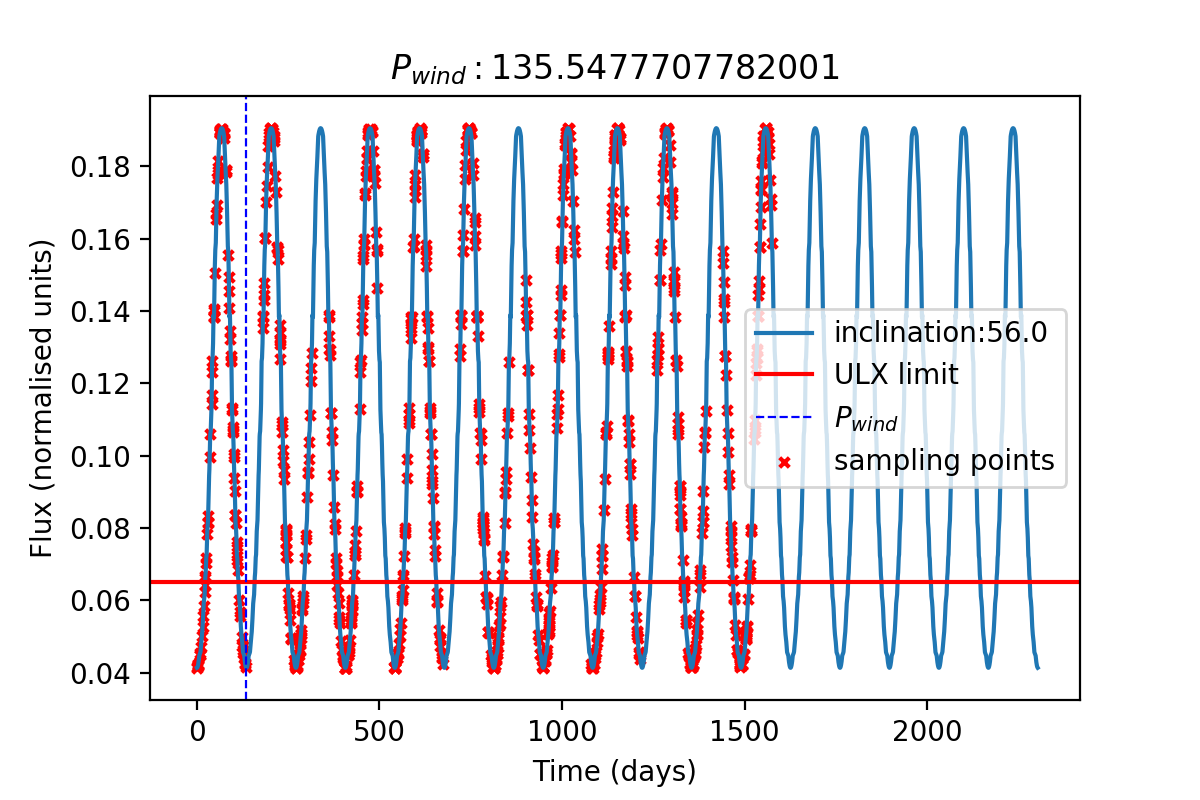 P_wind : 135.5477707782001
Flux (normalised units)
0.18
0.16
0.14
0.12
0.10
0.08
0.06
0.04
inclination:56.0
ULX limit
P_wind
sampling points
0 500 1000 1500 2000
Time (days)